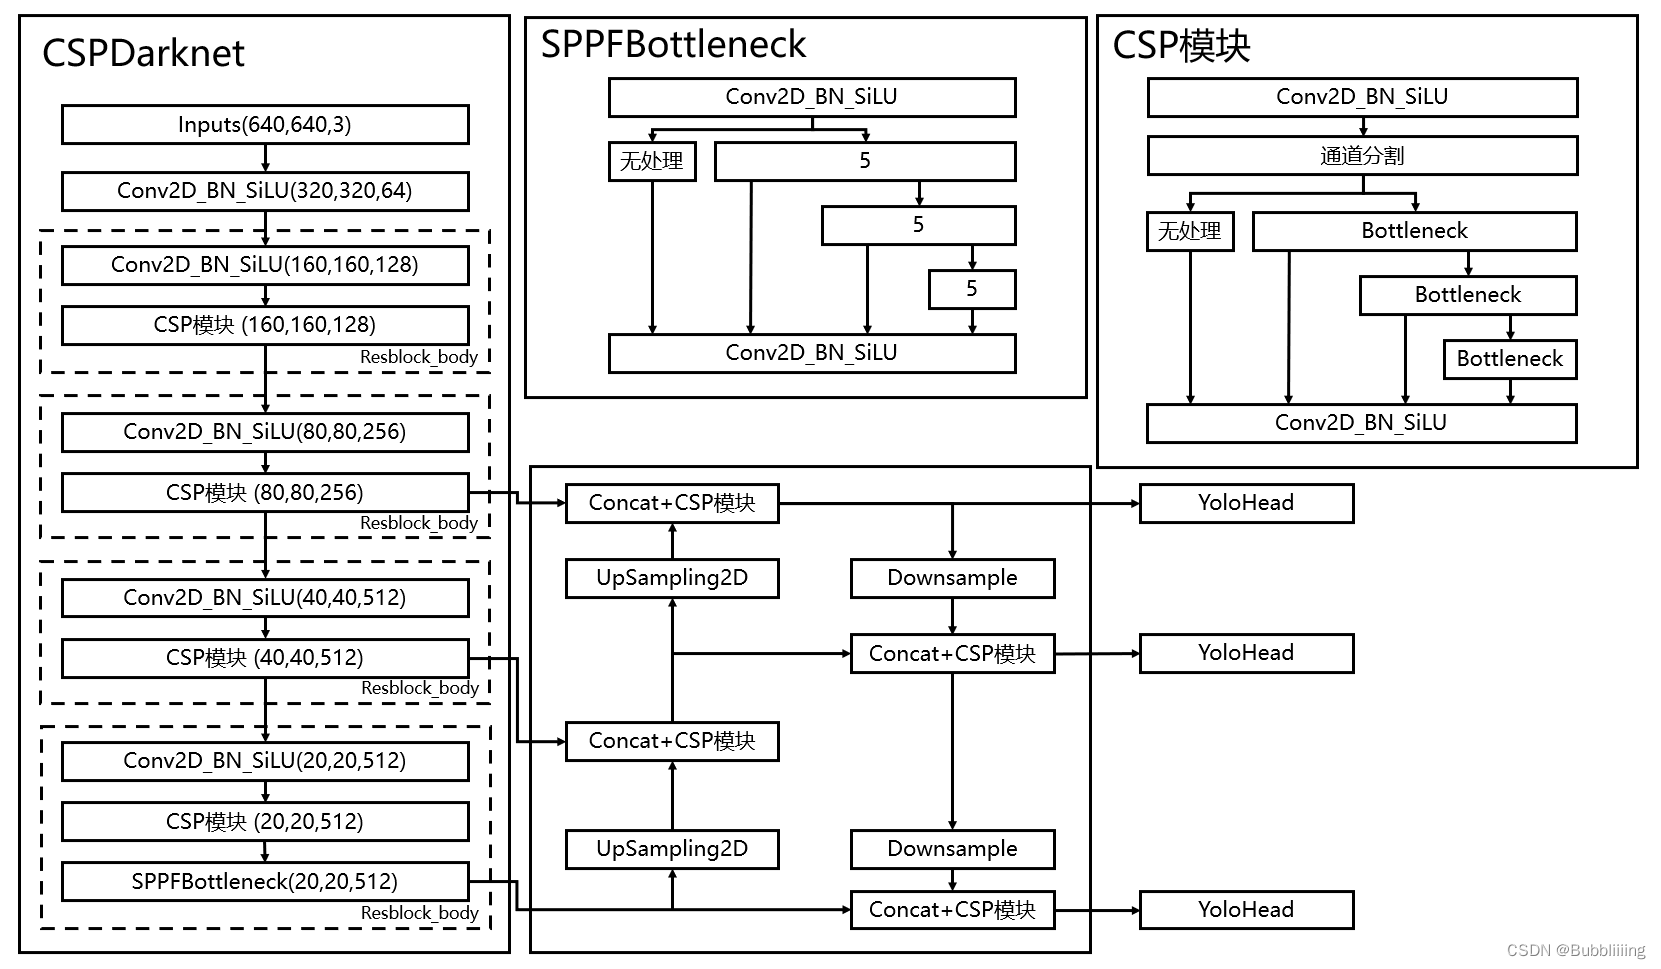 CSPDarknet
Inputs(640,640,3)
Conv2D_BN_SiLU(320,320,64)
Conv2D_BN_SiLU(160,160,128)
CSP模块 (160,160,128)
Resblock_body
Conv2D_BN_SiLU(80,80,256)
CSP模块 (80,80,256)
Resblock_body
Conv2D_BN_SiLU(40,40,512)
CSP模块 (40,40,512)
Resblock_body
Conv2D_BN_SiLU(20,20,512)
CSP模块 (20,20,512)
SPPFBottleneck(20,20,512)
Resblock_body
SPPFBottleneck
Conv2D_BN_SiLU
无处理
5
5
5
Conv2D_BN_SiLU
CSP模块
Conv2D_BN_SiLU
通道分割
无处理
Bottleneck
Bottleneck
Bottleneck
Conv2D_BN_SiLU
Concat+CSP模块
YoloHead
UpSampling2D
Downsample
Concat+CSP模块
YoloHead
Concat+CSP模块
UpSampling2D
Downsample
Concat+CSP模块
YoloHead
CSDN @Bubbliiiing